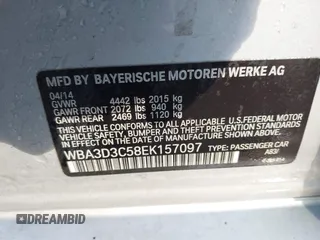 MFD BY BAYERISCHE MOTOREN WERKE AG
04/14
GVWR 4442 lbs 2015 kg
GAWR FRONT 2072 lbs 940 kg
GAWR REAR 2469 lbs 1120 kg
THIS VEHICLE CONFORMS TO ALL APPLICABLE U.S. FEDERAL MOTOR
VEHICLE SAFETY, BUMPER, AND THEFT PREVENTION
STANDARDS IN EFFECT ON THE DATE OF MANUFACTURE SHOWN ABOVE.
WBA3D3C58EK157097 TYPE: PASSENGER CAR
A83/